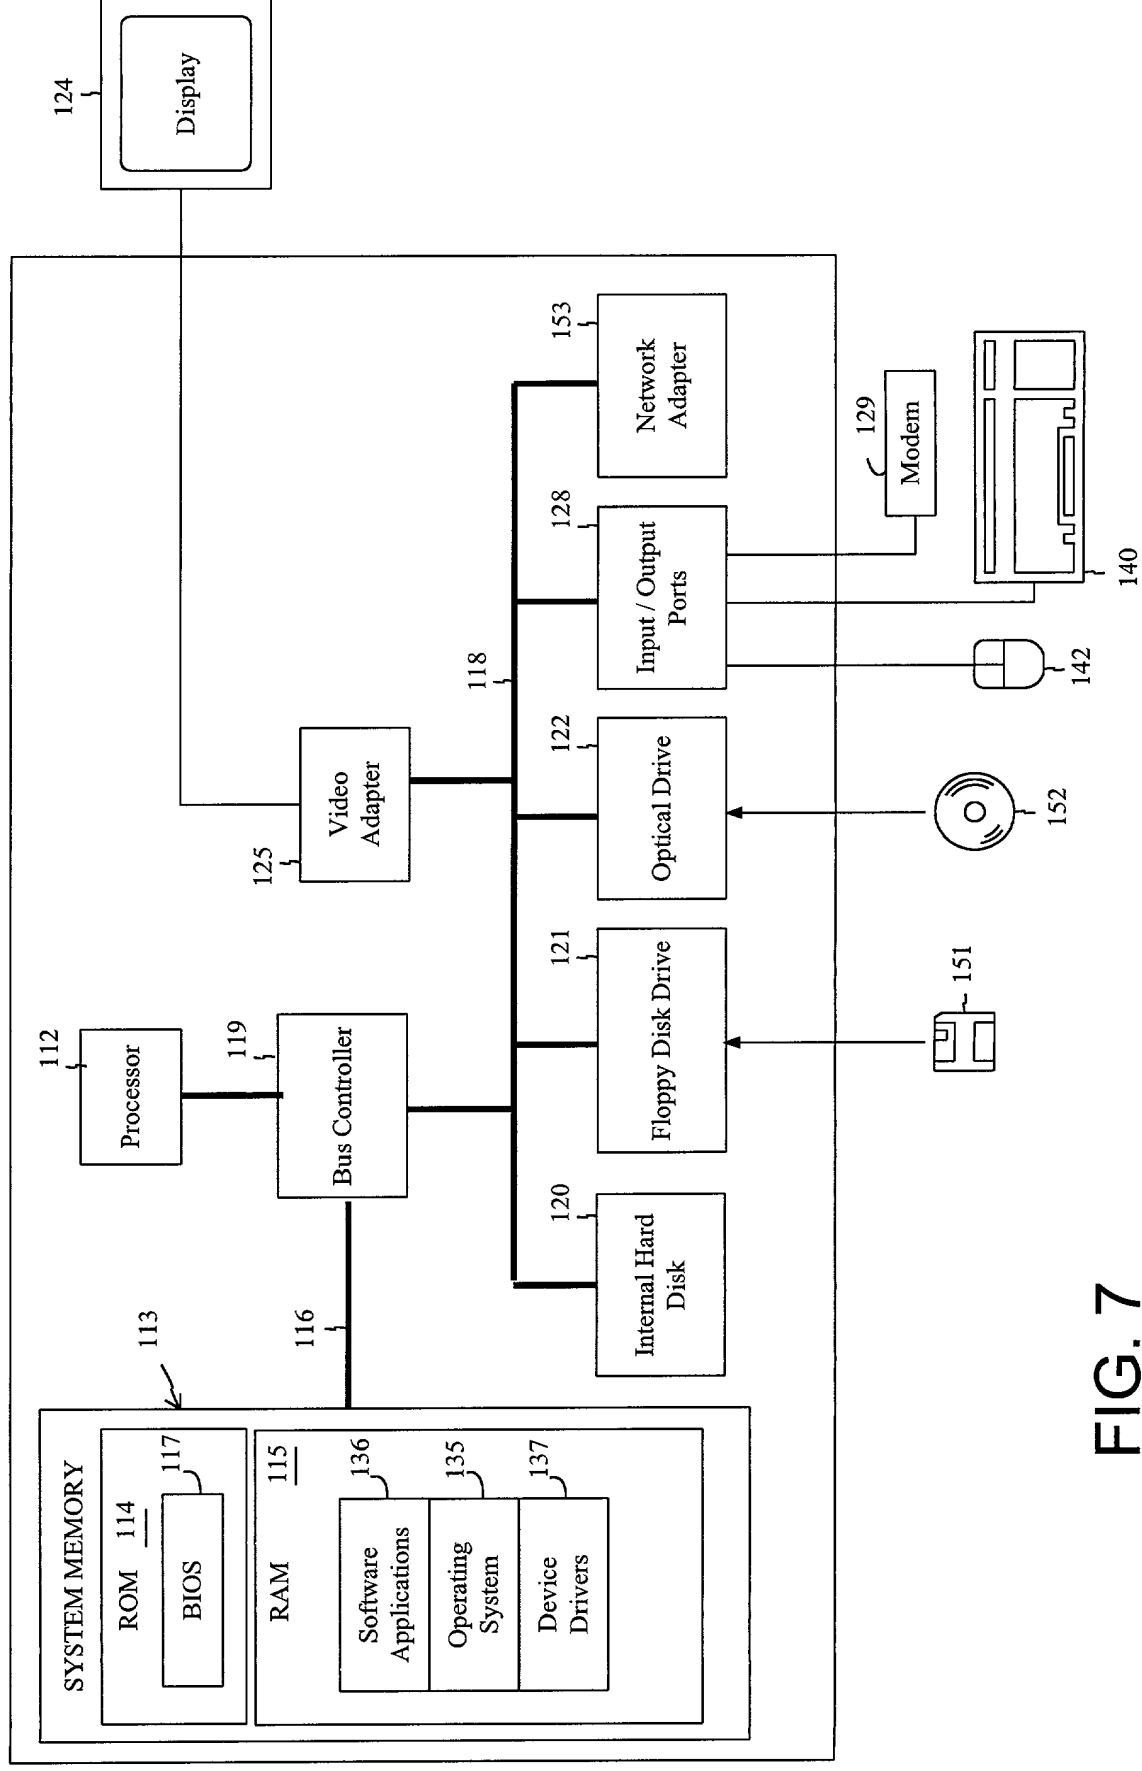 124
Display
SYSTEM MEMORY
113
ROM 114
117
BIOS
RAM
115
136
Software
Applications
135
Operating
System
137
Device
Drivers
116
112
Processor
119
Bus Controller
125
Video
Adapter
118
120
Internal Hard
Disk
121
Floppy Disk Drive
122
Optical Drive
128
Input / Output
Ports
153
Network
Adapter
151
152
142
140
129
Modem
FIG. 7